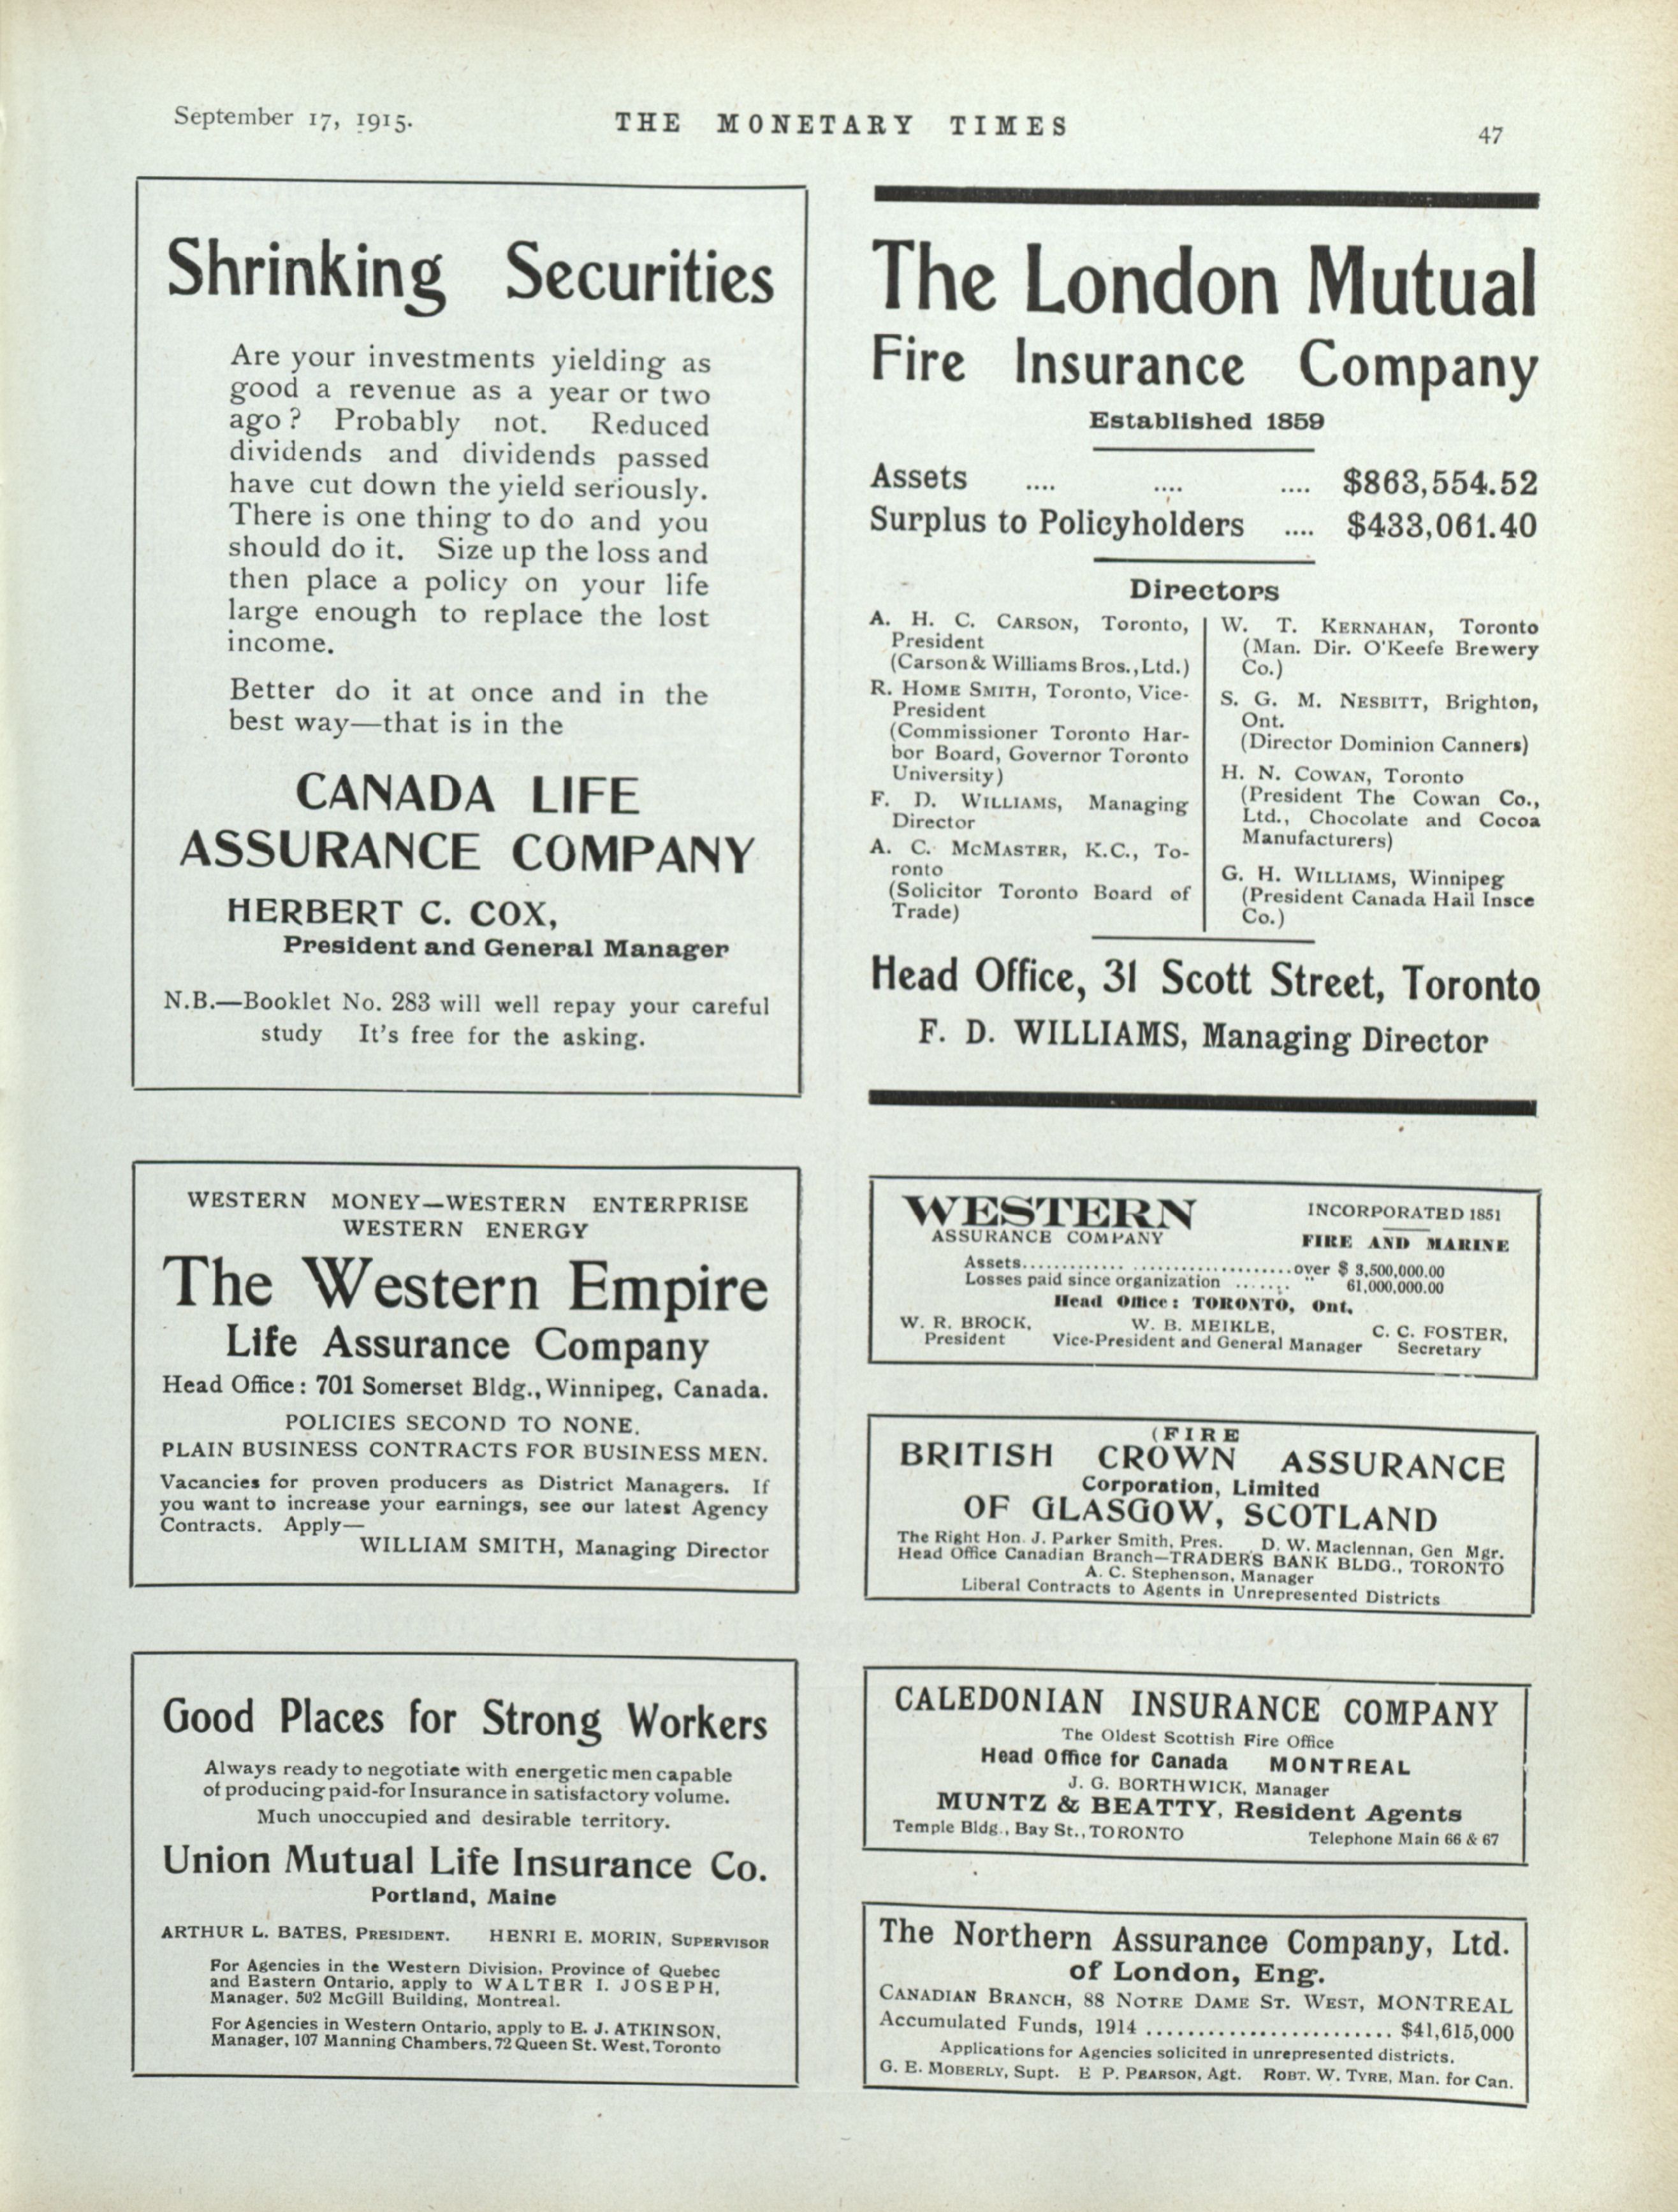 September 17, 1915.
THE MONETARY TIMES
47
Shrinking Securities
Are your investments yielding as
good a revenue as a year or two
ago? Probably not. Reduced
dividends and dividends passed
have cut down the yield seriously.
There is one thing to do and you
should do it. Size up the loss and
then place a policy on your life
large enough to replace the lost
income.
Better do it at once and in the
best way—that is in the
CANADA LIFE
ASSURANCE COMPANY
HERBERT C. COX,
President and General Manager
N.B.—Booklet No. 283 will well repay your careful
study It's free for the asking.
WESTERN MONEY—WESTERN ENTERPRISE
WESTERN ENERGY
The Western Empire
Life Assurance Company
Head Office: 701 Somerset Bldg., Winnipeg, Canada.
POLICIES SECOND TO NONE.
PLAIN BUSINESS CONTRACTS FOR BUSINESS MEN.
Vacancies for proven producers as District Managers. If
you want to increase your earnings, see our latest Agency
Contracts. Apply—
WILLIAM SMITH, Managing Director
Good Places for Strong Workers
Always ready to negotiate with energetic men capable
of producing paid-for Insurance in satisfactory volume.
Much unoccupied and desirable territory.
Union Mutual Life Insurance Co.
Portland, Maine
ARTHUR L. BATES, PRESIDENT. HENRI E. MORIN, SUPERVISOR
For Agencies in the Western Division, Province of Quebec
and Eastern Ontario, apply to WALTER I. JOSEPH,
Manager, 502 McGill Building, Montreal.
For Agencies in Western Ontario, apply to E. J. ATKINSON,
Manager, 107 Manning Chambers, 72 Queen St. West, Toronto
The London Mutual
Fire Insurance Company
Established 1859
Assets .... .... .... $863,554.52
Surplus to Policyholders .... $433,061.40
Directors
A. H. C. CARSON, Toronto,
President
(Carson & Williams Bros., Ltd.)
R. HOME SMITH, Toronto, Vice-
President
(Commissioner Toronto Har-
bor Board, Governor Toronto
University)
F. D. WILLIAMS, Managing
Director
A. C. MCMASTER, K.C., To-
ronto
(Solicitor Toronto Board of
Trade)
W. T. KERNAHAN, Toronto
(Man. Dir. O'Keefe Brewery
Co.)
S. G. M. NESBITT, Brighton,
Ont.
(Director Dominion Canners)
H. N. COWAN, Toronto
(President The Cowan Co.,
Ltd., Chocolate and Cocoa
Manufacturers)
G. H. WILLIAMS, Winnipeg
(President Canada Hail Insce
Co.)
Head Office, 31 Scott Street, Toronto
F. D. WILLIAMS, Managing Director
WESTERN
ASSURANCE COMPANY
INCORPORATED 1851
FIRE AND MARINE
Assets.............................................over $ 3,500,000.00
Losses paid since organization ....... " 61,000,000.00
Head Office: TORONTO, Ont.
W. R. BROCK, W. B. MEIKLE, C. C. FOSTER,
President Vice-President and General Manager Secretary
(FIRE
BRITISH CROWN ASSURANCE
Corporation, Limited
OF GLASGOW, SCOTLAND
The Right Hon. J. Parker Smith, Pres. D. W. Maclennan, Gen Mgr.
Head Office Canadian Branch—TRADERS BANK BLDG., TORONTO
A. C. Stephenson, Manager
Liberal Contracts to Agents in Unrepresented Districts
CALEDONIAN INSURANCE COMPANY
The Oldest Scottish Fire Office
Head Office for Canada MONTREAL
J. G. BORTHWICK, Manager
MUNTZ & BEATTY, Resident Agents
Temple Bldg., Bay St., TORONTO Telephone Main 66 & 67
The Northern Assurance Company, Ltd.
of London, Eng.
CANADIAN BRANCH, 88 NOTRE DAME ST. WEST, MONTREAL
Accumulated Funds, 1914 ........................ $41,615,000
Applications for Agencies solicited in unrepresented districts.
G. E. MOBERLY, Supt. E P. PEARSON, Agt. ROBT. W. TYRE, Man. for Can.